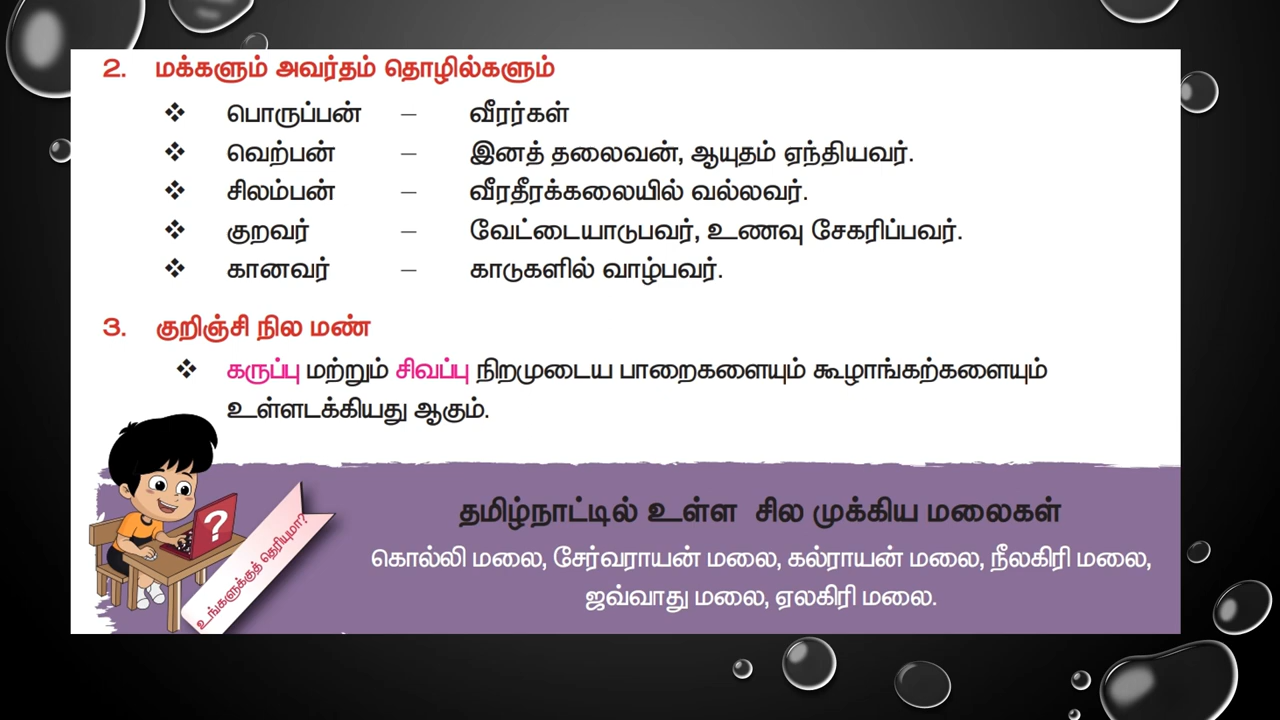 2. மக்களும் அவர்தம் தொழில்களும்
❖ பொருப்பன் – வீரர்கள்
❖ வெற்பன் – இனத் தலைவன், ஆயுதம் ஏந்தியவர்.
❖ சிலம்பன் – வீரதீரக்கலையில் வல்லவர்.
❖ குறவர் – வேட்டையாடுபவர், உணவு சேகரிப்பவர்.
❖ கானவர் – காடுகளில் வாழ்பவர்.
3. குறிஞ்சி நில மண்
❖ கருப்பு மற்றும் சிவப்பு நிறமுடைய பாறைகளையும் கூழாங்கற்களையும்
உள்ளடக்கியது ஆகும்.
?
உங்களுக்குத் தெரியுமா?
தமிழ்நாட்டில் உள்ள சில முக்கிய மலைகள்
கொல்லி மலை, சேர்வராயன் மலை, கல்ராயன் மலை, நீலகிரி மலை,
ஜவ்வாது மலை, ஏலகிரி மலை.